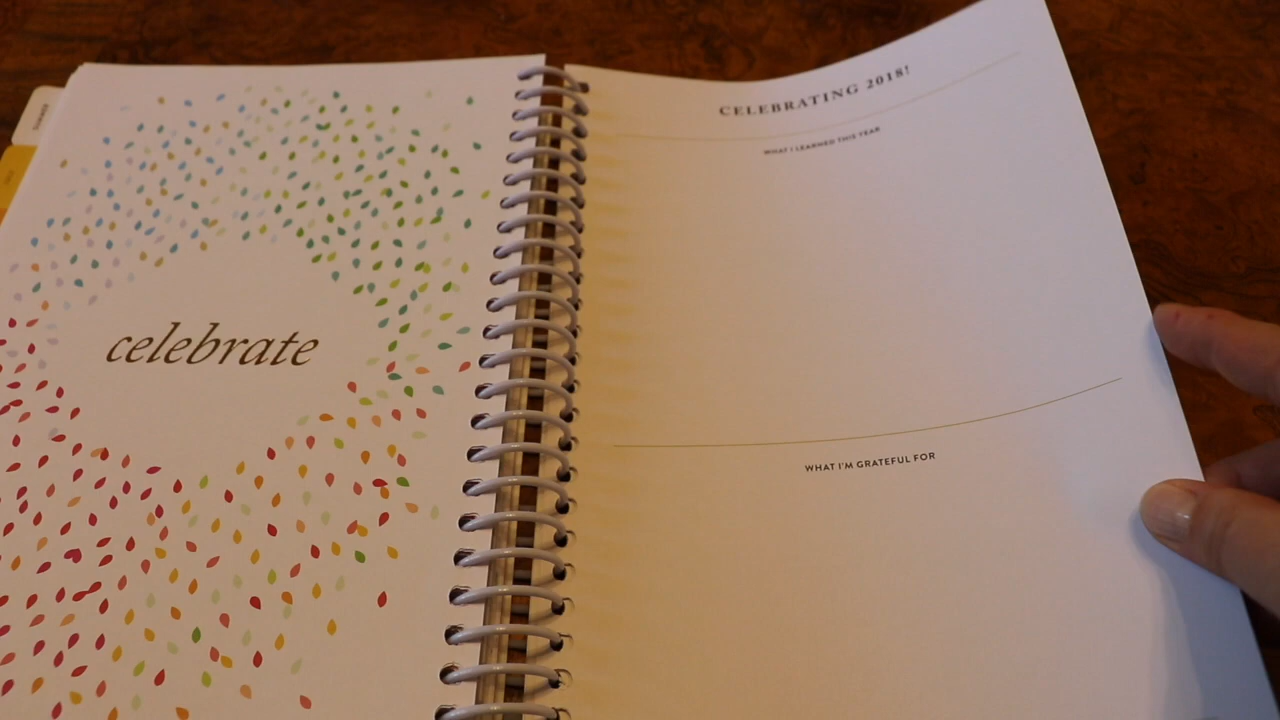 celebrate
CELEBRATING 2018!
WHAT I LEARNED THIS YEAR
WHAT I'M GRATEFUL FOR